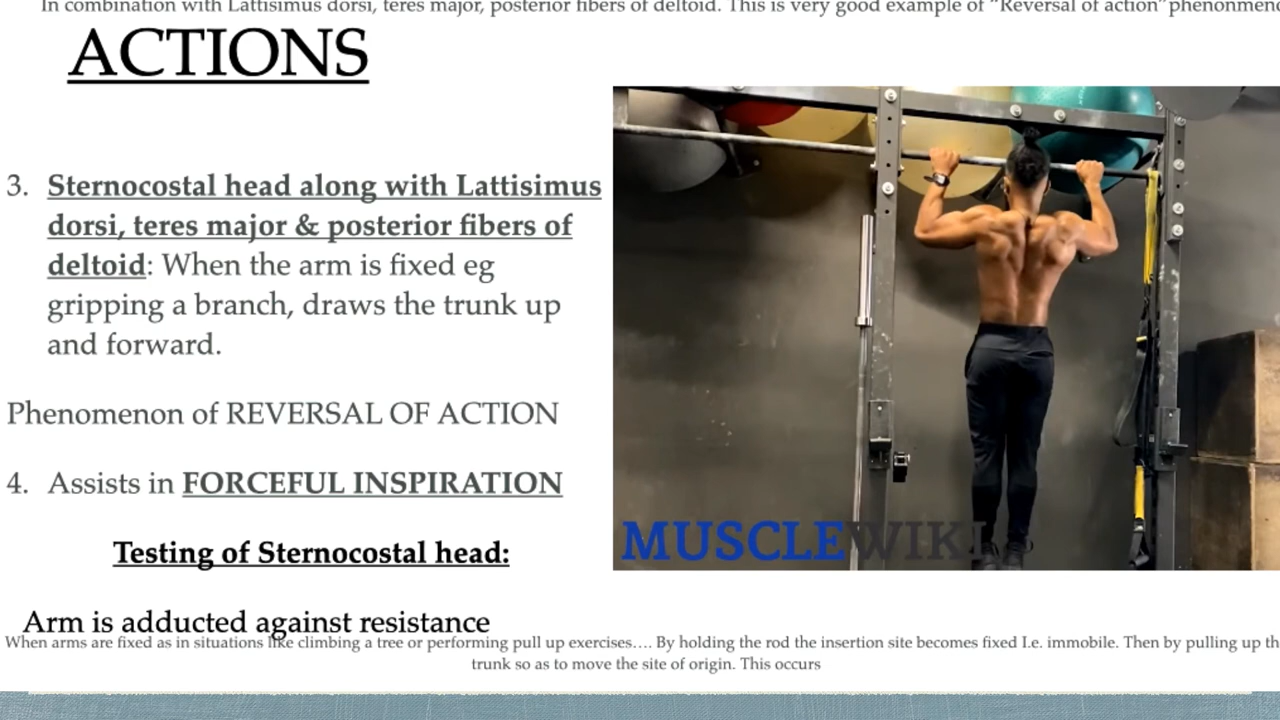 In combination with Lattisimus dorsi, teres major, posterior fibers of deltoid. This is very good example of "Reversal of action"phenonmeno
ACTIONS
3. Sternocostal head along with Lattisimus
dorsi, teres major & posterior fibers of
deltoid: When the arm is fixed eg
gripping a branch, draws the trunk up
and forward.
Phenomenon of REVERSAL OF ACTION
4. Assists in FORCEFUL INSPIRATION
Testing of Sternocostal head:
Arm is adducted against resistance
MUSCLEWIKI
When arms are fixed as in situations like climbing a tree or performing pull up exercises…. By holding the rod the insertion site becomes fixed I.e. immobile. Then by pulling up th
trunk so as to move the site of origin. This occurs